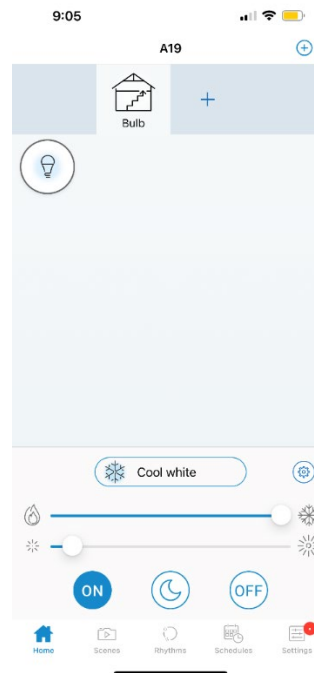 9:05
A19
Bulb
Cool white
ON
OFF
Home
Scenes
Rhythms
Schedules
Settings